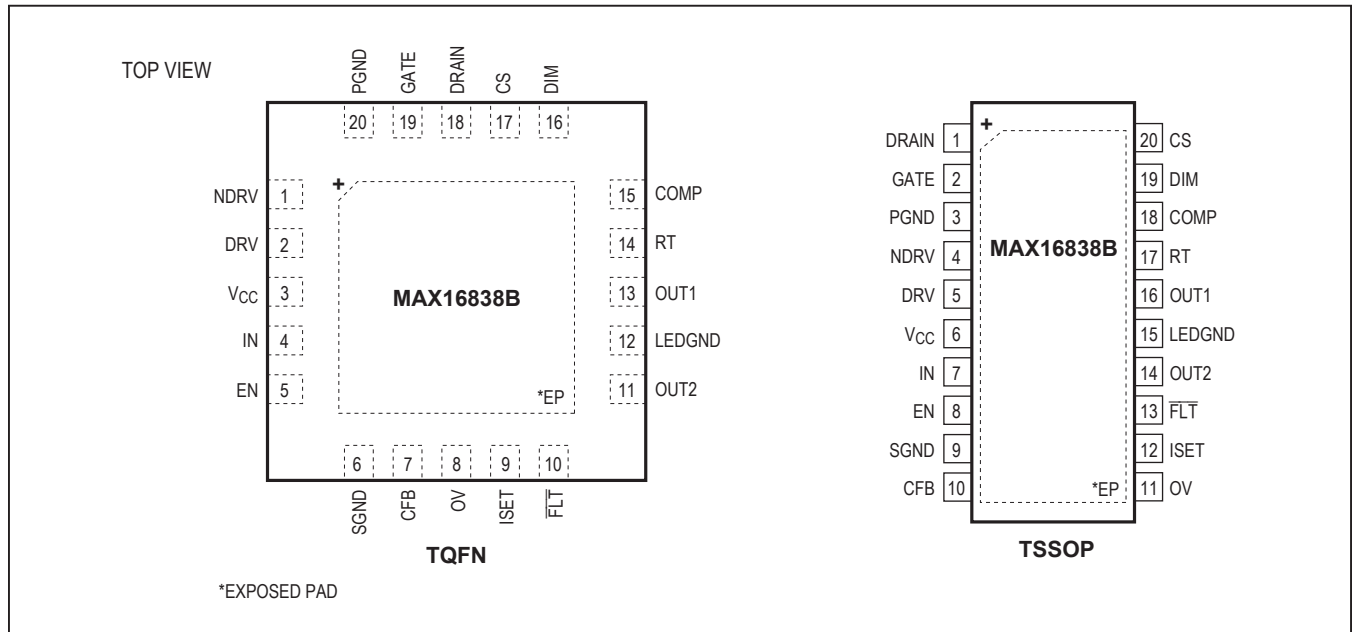 TOP VIEW
PGND
GATE
DRAIN
CS
DIM
20
19
18
17
16
+
NDRV 1
DRV 2
VCC 3
IN 4
EN 5
15 COMP
14 RT
13 OUT1
12 LEDGND
11 OUT2
MAX16838B
*EP
6
7
8
9
10
SGND
CFB
OV
ISET
F̅L̅T̅
TQFN
*EXPOSED PAD
+
DRAIN 1
GATE 2
PGND 3
NDRV 4
DRV 5
VCC 6
IN 7
EN 8
SGND 9
CFB 10
MAX16838B
20 CS
19 DIM
18 COMP
17 RT
16 OUT1
15 LEDGND
14 OUT2
13 F̅L̅T̅
12 ISET
11 OV
*EP
TSSOP